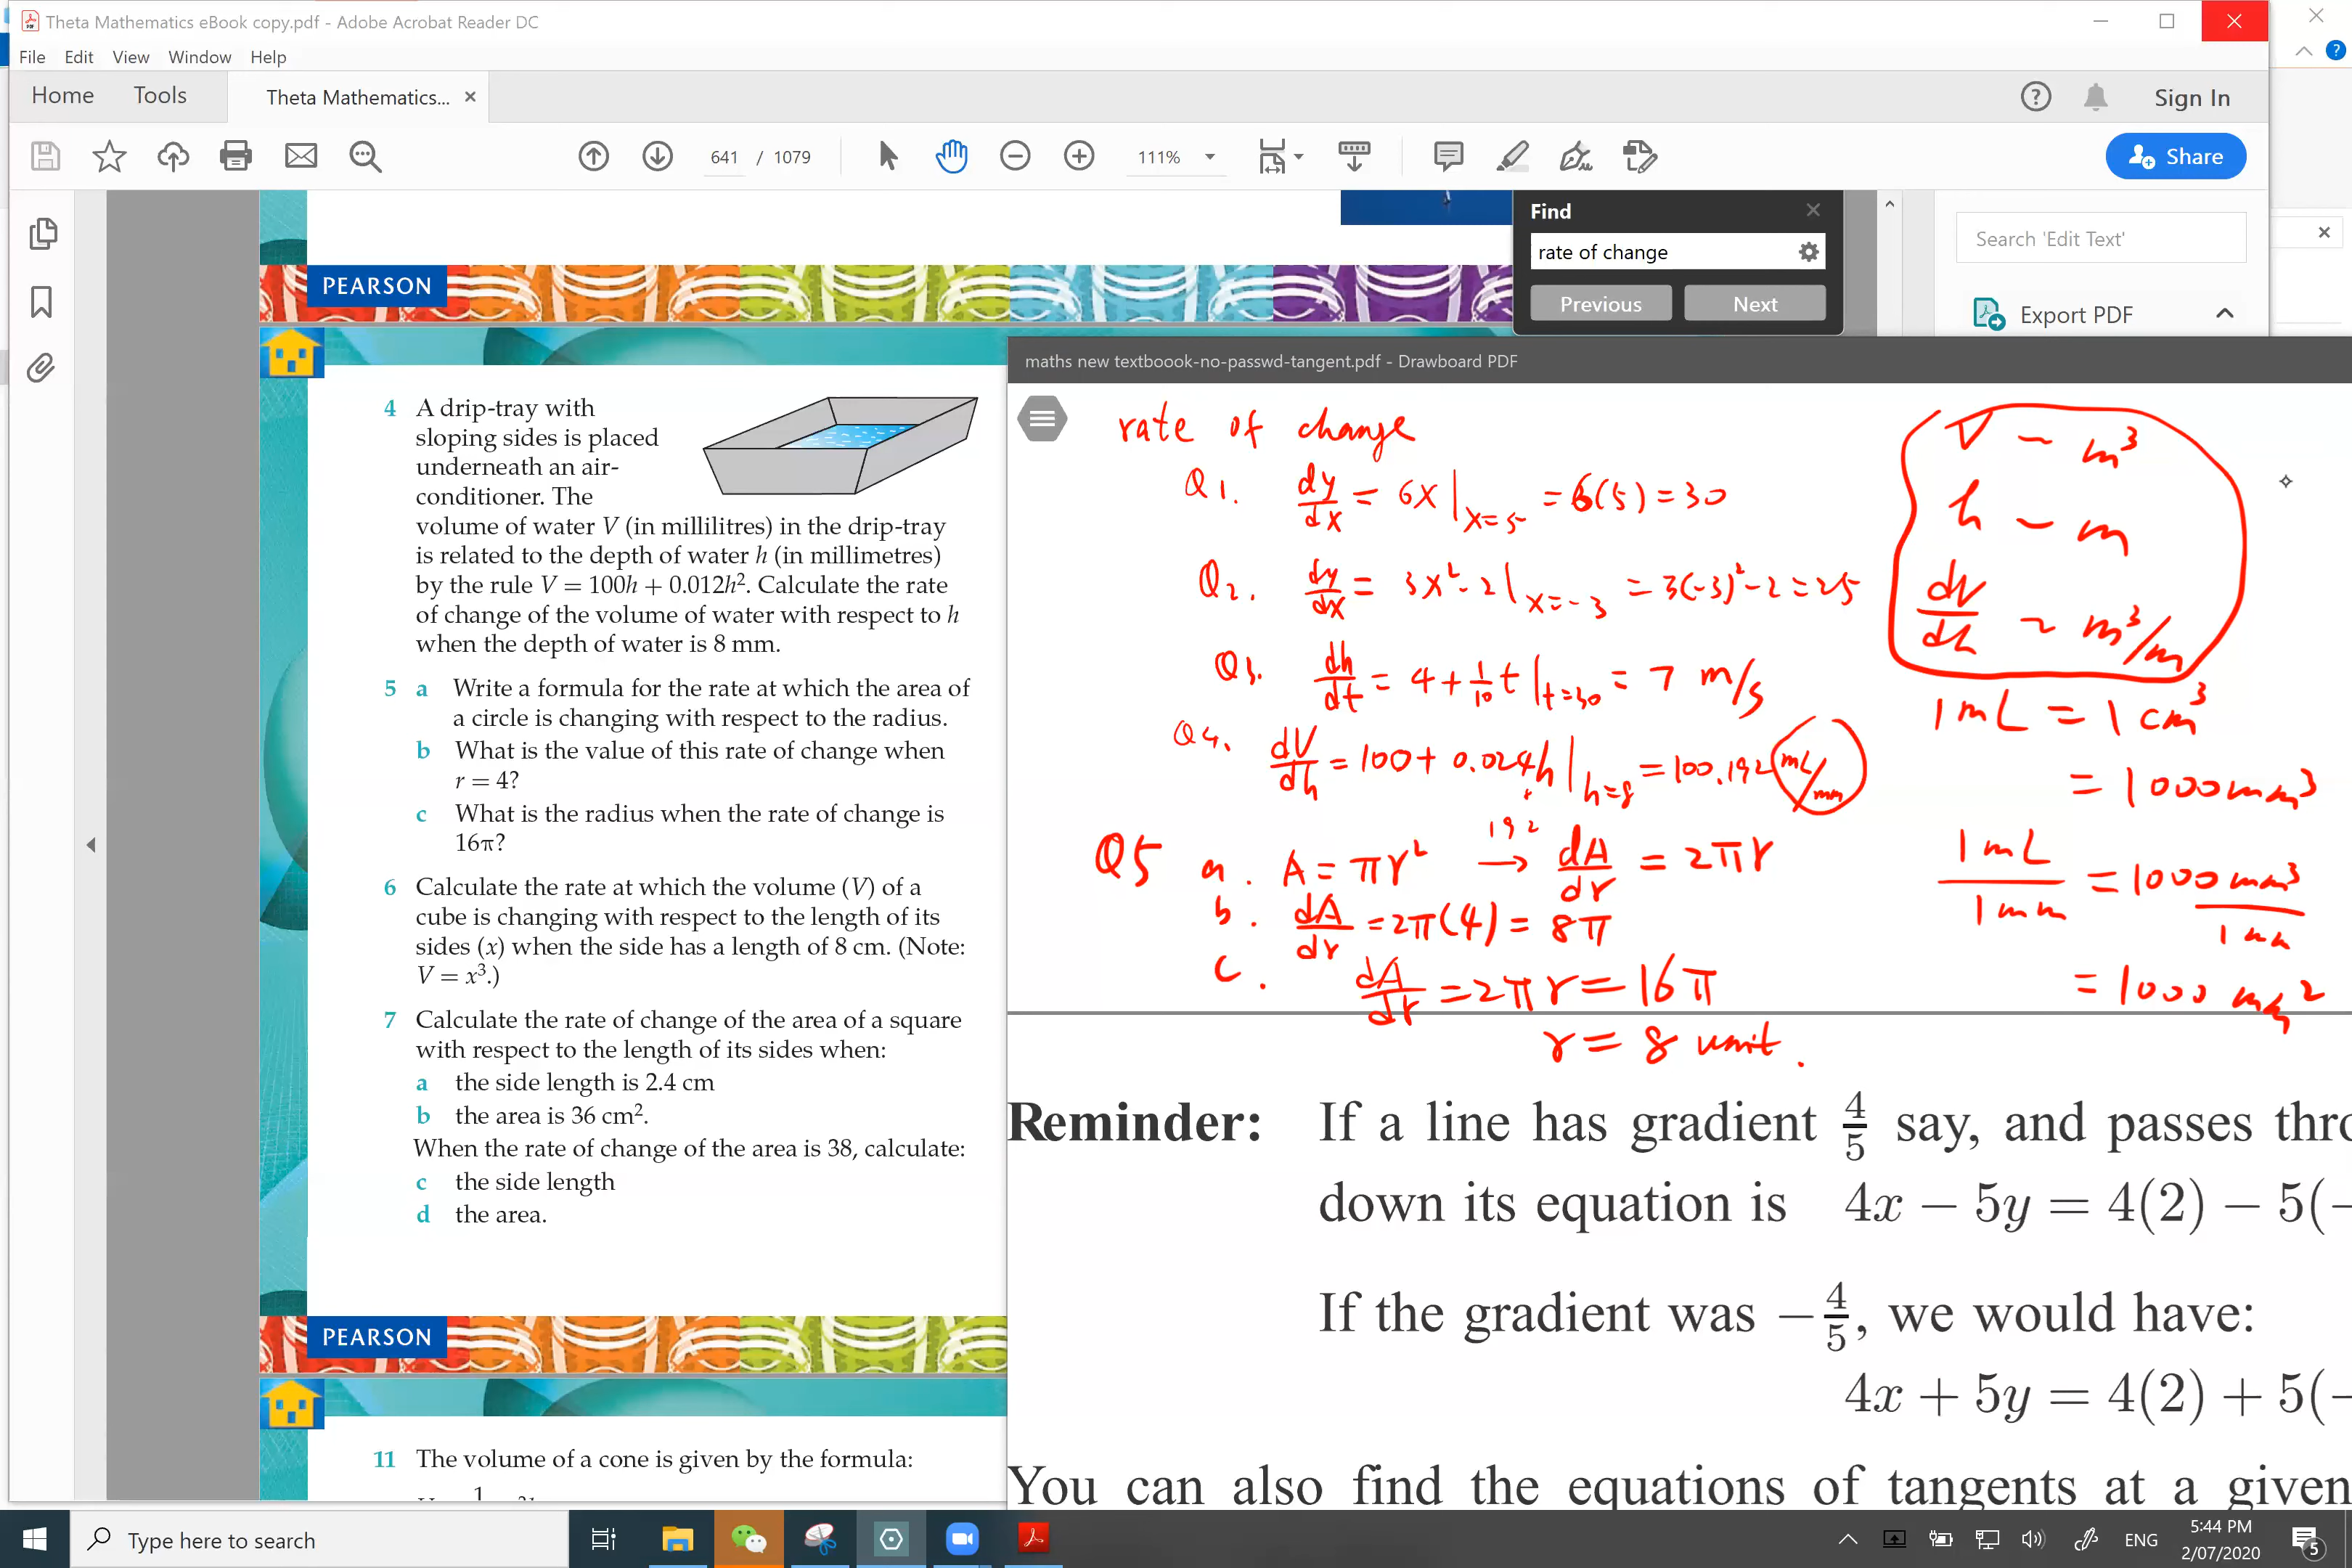 Theta Mathematics eBook copy.pdf - Adobe Acrobat Reader DC
File Edit View Window Help
Home Tools Theta Mathematics... × Sign In
641 / 1079 111% Share
Find
rate of change
Previous Next
Search 'Edit Text'
Export PDF
PEARSON
4 A drip-tray with
sloping sides is placed
underneath an air-
conditioner. The
volume of water V (in millilitres) in the drip-tray
is related to the depth of water h (in millimetres)
by the rule V = 100h + 0.012h². Calculate the rate
of change of the volume of water with respect to h
when the depth of water is 8 mm.
5 a Write a formula for the rate at which the area of
a circle is changing with respect to the radius.
b What is the value of this rate of change when
r = 4?
c What is the radius when the rate of change is
16π?
6 Calculate the rate at which the volume (V) of a
cube is changing with respect to the length of its
sides (x) when the side has a length of 8 cm. (Note:
V = x³.)
7 Calculate the rate of change of the area of a square
with respect to the length of its sides when:
a the side length is 2.4 cm
b the area is 36 cm².
When the rate of change of the area is 38, calculate:
c the side length
d the area.
PEARSON
11 The volume of a cone is given by the formula:
maths new textboook-no-passwd-tangent.pdf - Drawboard PDF
rate of change
Q1. dy/dx = 6x |x=5 = 6(5) = 30
Q2. dy/dx = 3x² - 2 |x=-3 = 3(-3)² - 2 = 25
Q3. dh/dt = 4 + 1/10 t |t=30 = 7 m/s
Q4. dV/dh = 100 + 0.024h |h=8 = 100.192 mL/mm
192
Q5 a. A = πr² → dA/dr = 2πr
b. dA/dr = 2π(4) = 8π
c. dA/dr = 2πr = 16π
r = 8 unit.
V ~ m³
h ~ m
dV/dh ~ m³/m
1 mL = 1 cm³
= 1000 mm³
1 mL/1 mm = 1000 mm³/1 mm
= 1000 mm²
Reminder: If a line has gradient 4/5 say, and passes thro
down its equation is 4x − 5y = 4(2) − 5(−
If the gradient was −4/5, we would have:
4x + 5y = 4(2) + 5(−
You can also find the equations of tangents at a given
Type here to search
ENG
5:44 PM
2/07/2020
5